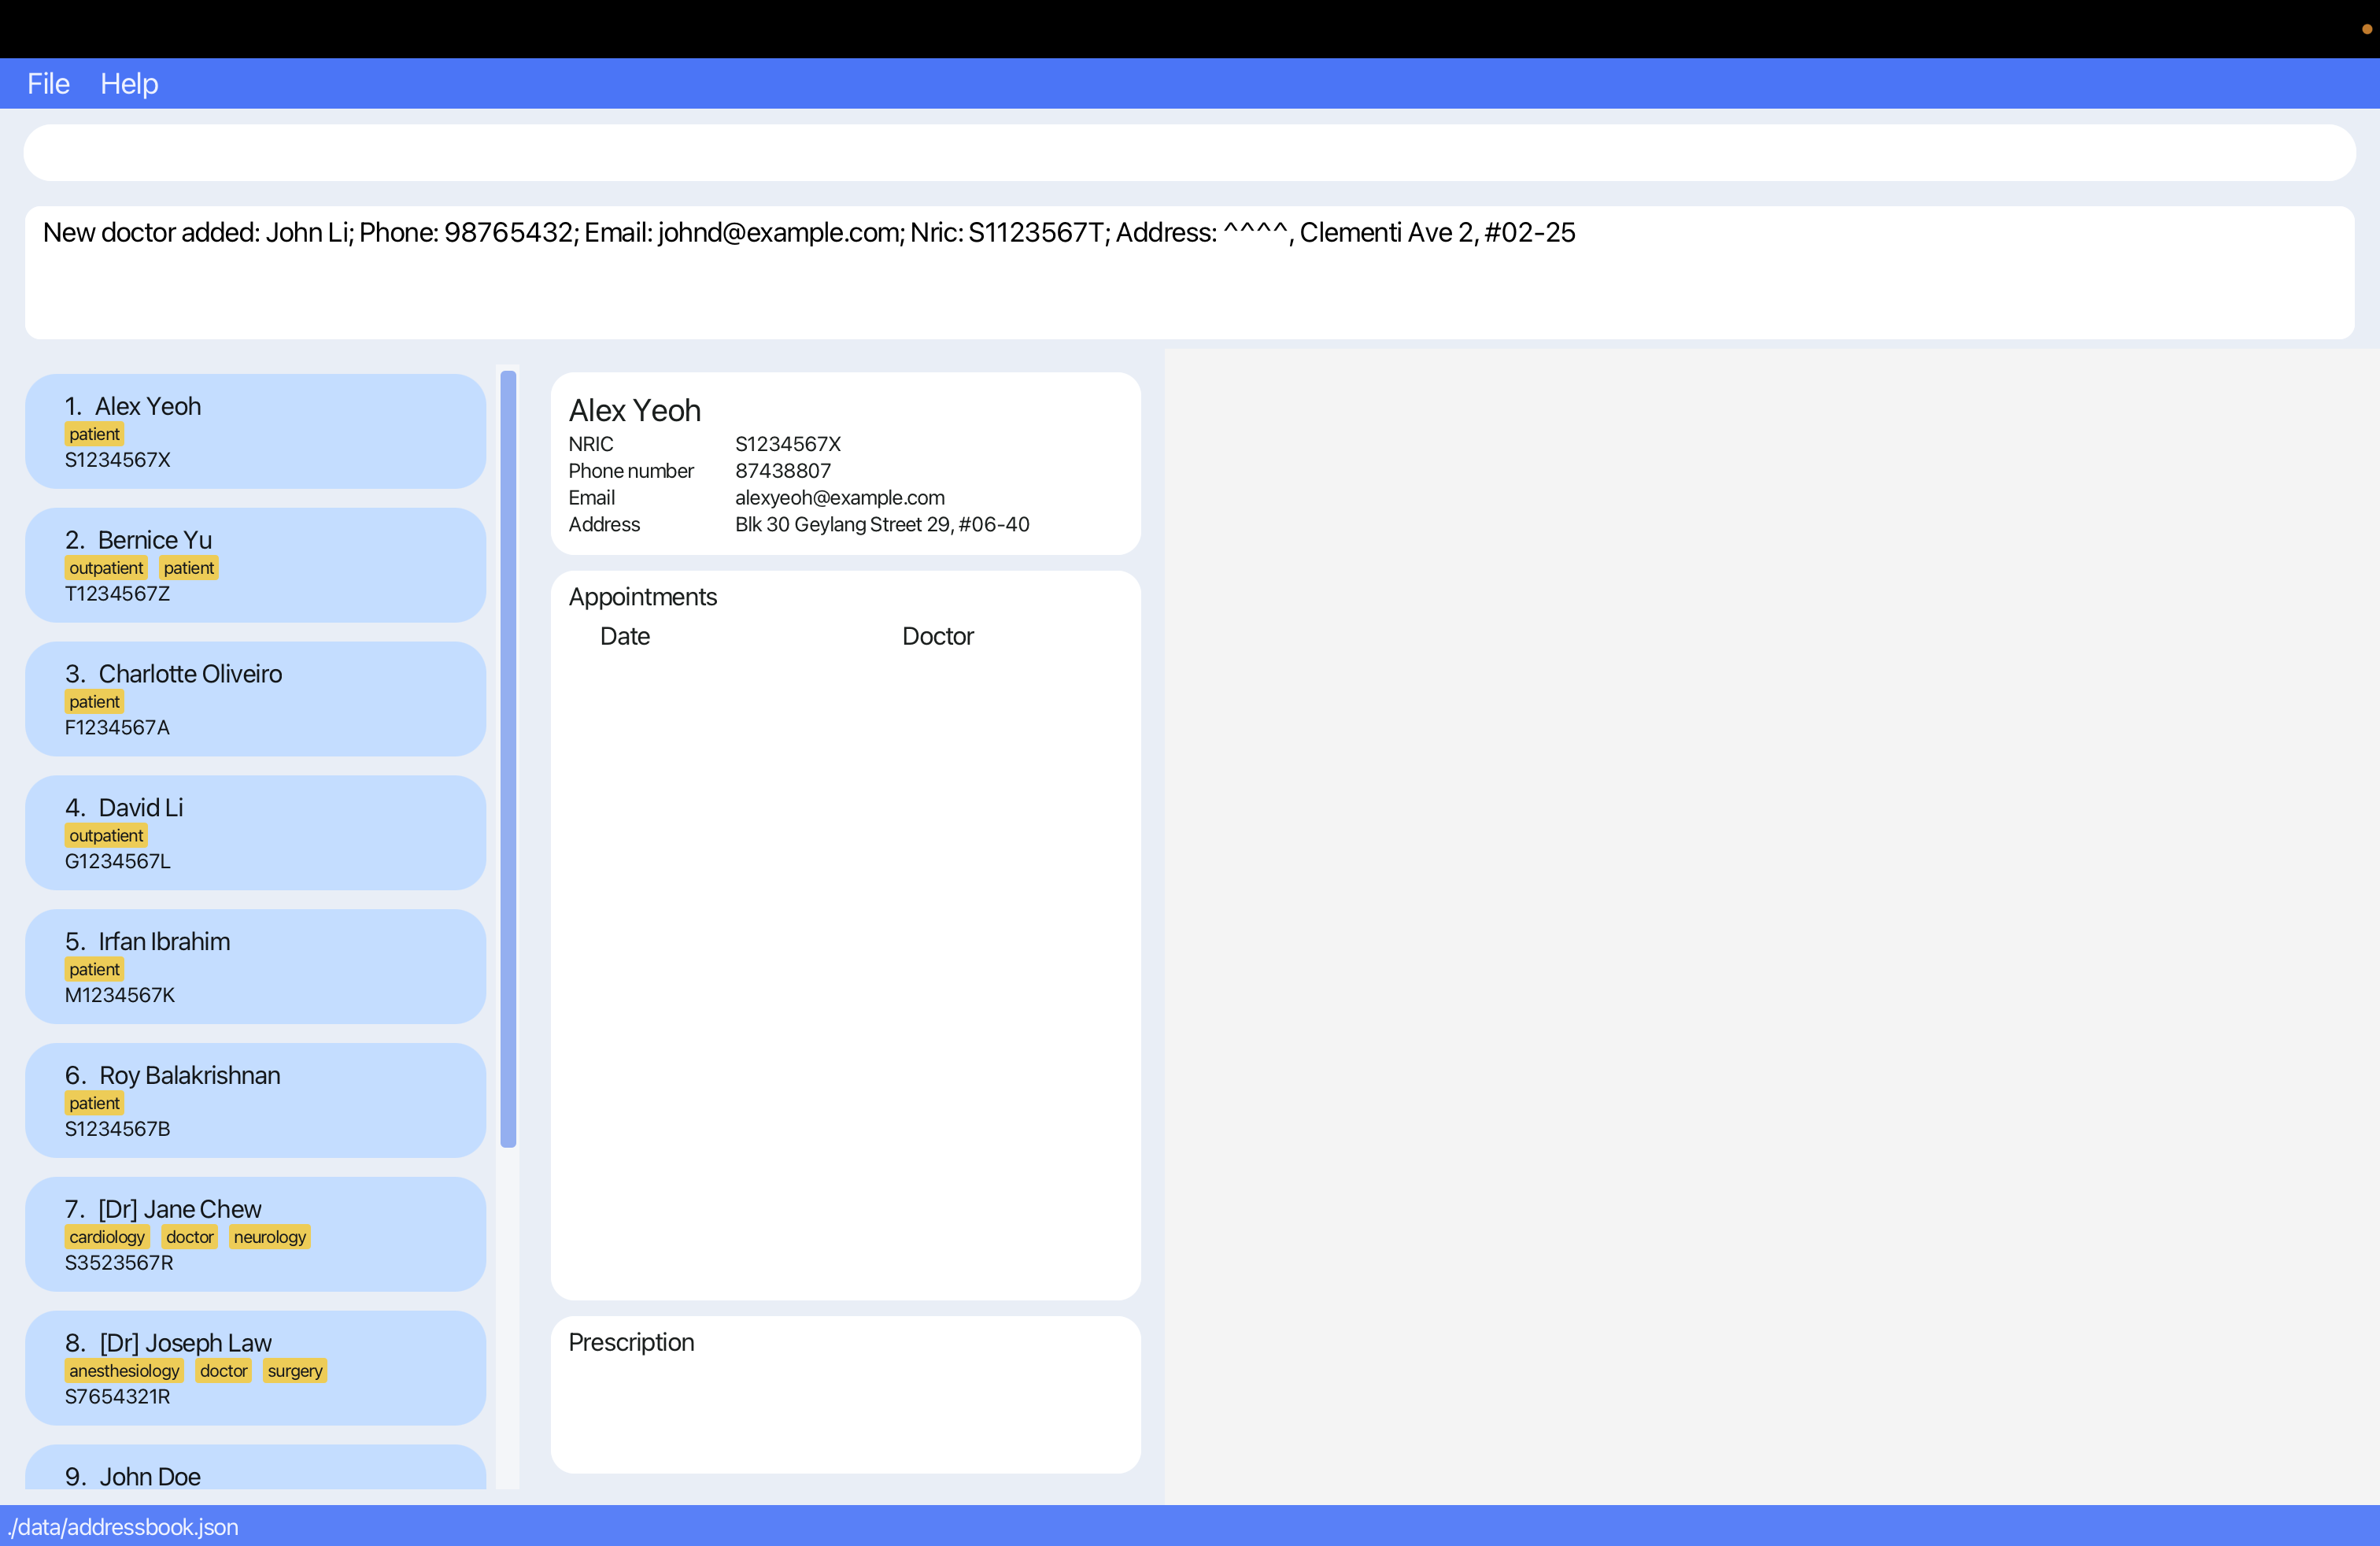 File Help
New doctor added: John Li; Phone: 98765432; Email: johnd@example.com; Nric: S1123567T; Address: ^^^^, Clementi Ave 2, #02-25
1. Alex Yeoh
patient
S1234567X
2. Bernice Yu
outpatient patient
T1234567Z
3. Charlotte Oliveiro
patient
F1234567A
4. David Li
outpatient
G1234567L
5. Irfan Ibrahim
patient
M1234567K
6. Roy Balakrishnan
patient
S1234567B
7. [Dr] Jane Chew
cardiology doctor neurology
S3523567R
8. [Dr] Joseph Law
anesthesiology doctor surgery
S7654321R
9. John Doe
Alex Yeoh
NRIC S1234567X
Phone number 87438807
Email alexyeoh@example.com
Address Blk 30 Geylang Street 29, #06-40
Appointments
Date Doctor
Prescription
./data/addressbook.json